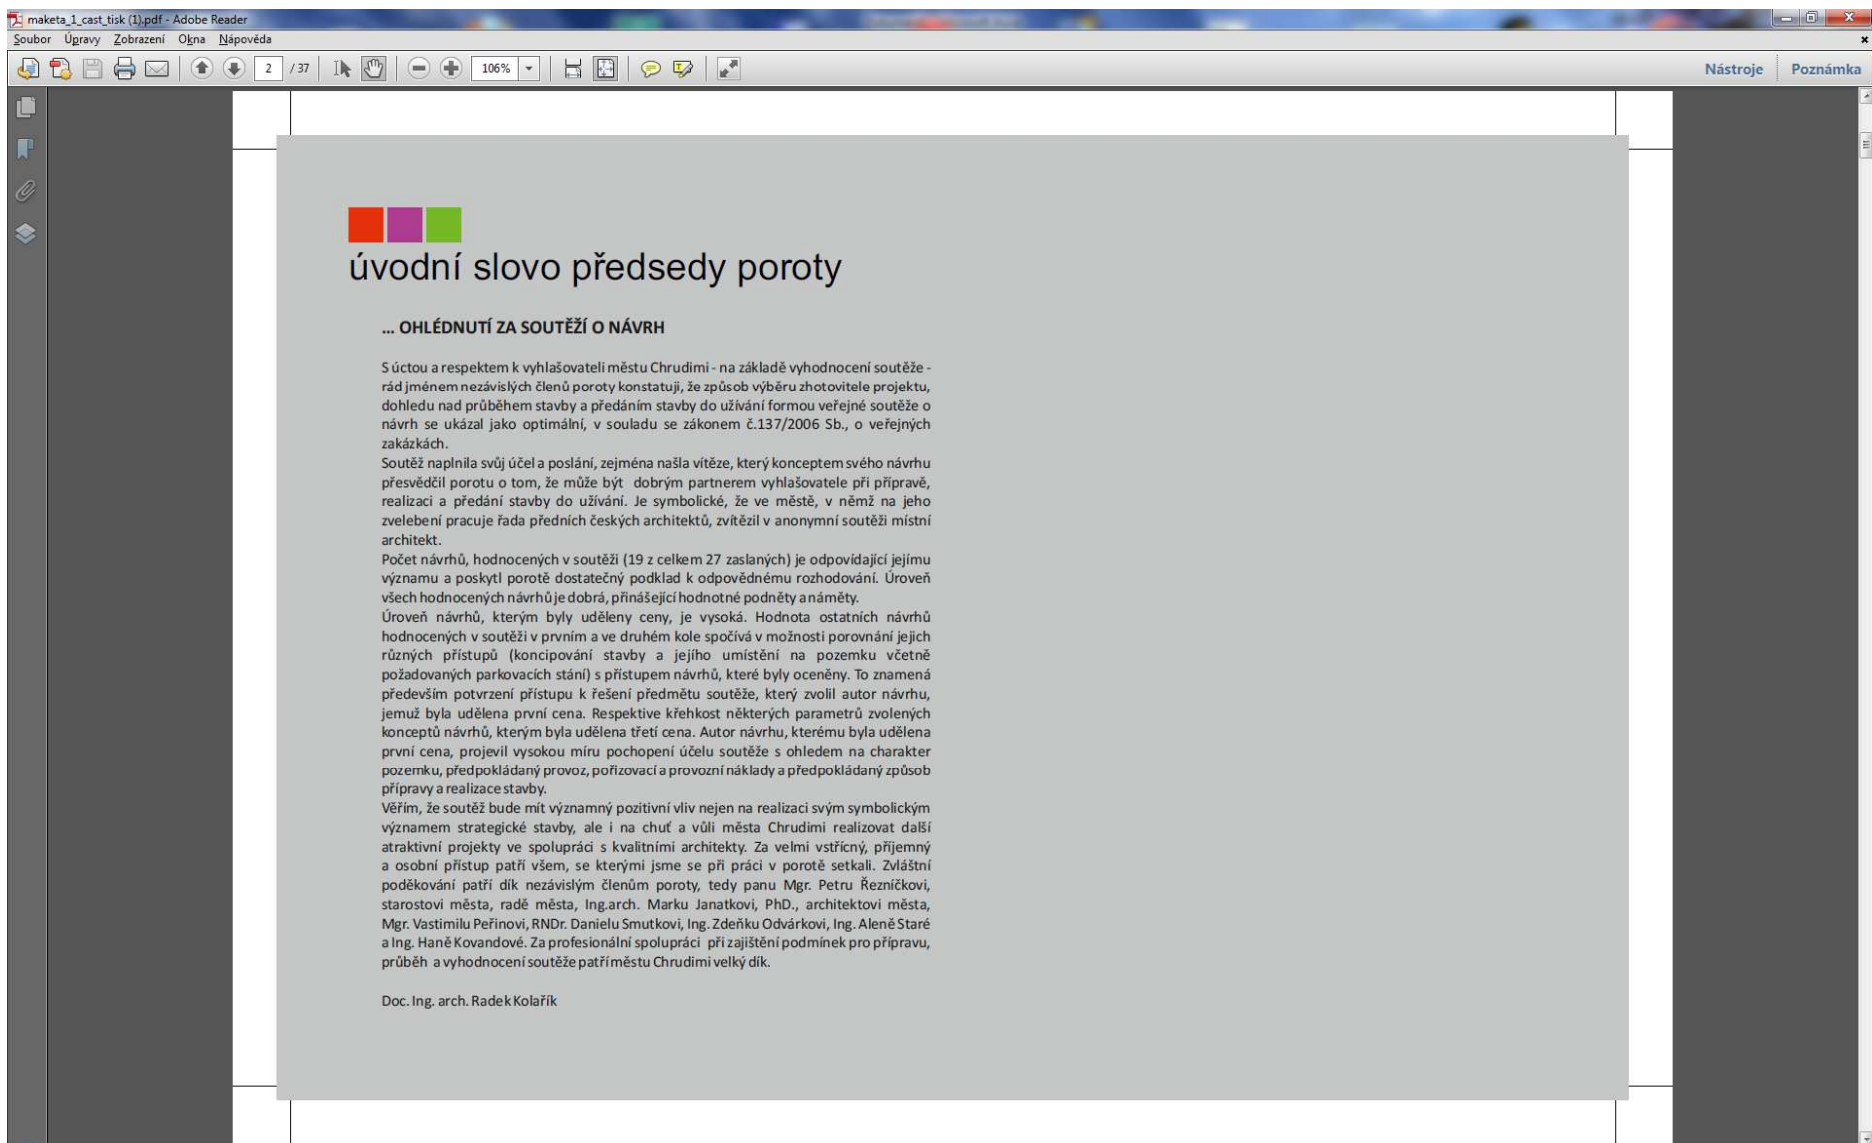 maketa_1_cast_tisk (1).pdf - Adobe Reader
Soubor Úpravy Zobrazení Okna Nápověda
2 / 37 106% Nástroje Poznámka
úvodní slovo předsedy poroty
... OHLÉDNUTÍ ZA SOUTĚŽÍ O NÁVRH
S úctou a respektem k vyhlašovateli městu Chrudimi - na základě vyhodnocení soutěže -
rád jménem nezávislých členů poroty konstatuji, že způsob výběru zhotovitele projektu,
dohledu nad průběhem stavby a předáním stavby do užívání formou veřejné soutěže o
návrh se ukázal jako optimální, v souladu se zákonem č.137/2006 Sb., o veřejných
zakázkách.
Soutěž naplnila svůj účel a poslání, zejména našla vítěze, který konceptem svého návrhu
přesvědčil porotu o tom, že může být dobrým partnerem vyhlašovatele při přípravě,
realizaci a předání stavby do užívání. Je symbolické, že ve městě, v němž na jeho
zvelebení pracuje řada předních českých architektů, zvítězil v anonymní soutěži místní
architekt.
Počet návrhů, hodnocených v soutěži (19 z celkem 27 zaslaných) je odpovídající jejímu
významu a poskytl porotě dostatečný podklad k odpovědnému rozhodování. Úroveň
všech hodnocených návrhů je dobrá, přinášející hodnotné podněty a náměty.
Úroveň návrhů, kterým byly uděleny ceny, je vysoká. Hodnota ostatních návrhů
hodnocených v soutěži v prvním a ve druhém kole spočívá v možnosti porovnání jejich
různých přístupů (koncipování stavby a jejího umístění na pozemku včetně
požadovaných parkovacích stání) s přístupem návrhů, které byly oceněny. To znamená
především potvrzení přístupu k řešení předmětu soutěže, který zvolil autor návrhu,
jemuž byla udělena první cena. Respektive křehkost některých parametrů zvolených
konceptů návrhů, kterým byla udělena třetí cena. Autor návrhu, kterému byla udělena
první cena, projevil vysokou míru pochopení účelu soutěže s ohledem na charakter
pozemku, předpokládaný provoz, pořizovací a provozní náklady a předpokládaný způsob
přípravy a realizace stavby.
Věřím, že soutěž bude mít významný pozitivní vliv nejen na realizaci svým symbolickým
významem strategické stavby, ale i na chuť a vůli města Chrudimi realizovat další
atraktivní projekty ve spolupráci s kvalitními architekty. Za velmi vstřícný, příjemný
a osobní přístup patří všem, se kterými jsme se při práci v porotě setkali. Zvláštní
poděkování patří dík nezávislým členům poroty, tedy panu Mgr. Petru Řezníčkovi,
starostovi města, radě města, Ing.arch. Marku Janatkovi, PhD., architektovi města,
Mgr. Vastimilu Peřinovi, RNDr. Danielu Smutkovi, Ing. Zdeňku Odvárkovi, Ing. Aleně Staré
a Ing. Haně Kovandové. Za profesionální spolupráci při zajištění podmínek pro přípravu,
průběh a vyhodnocení soutěže patří městu Chrudimi velký dík.
Doc. Ing. arch. Radek Kolařík